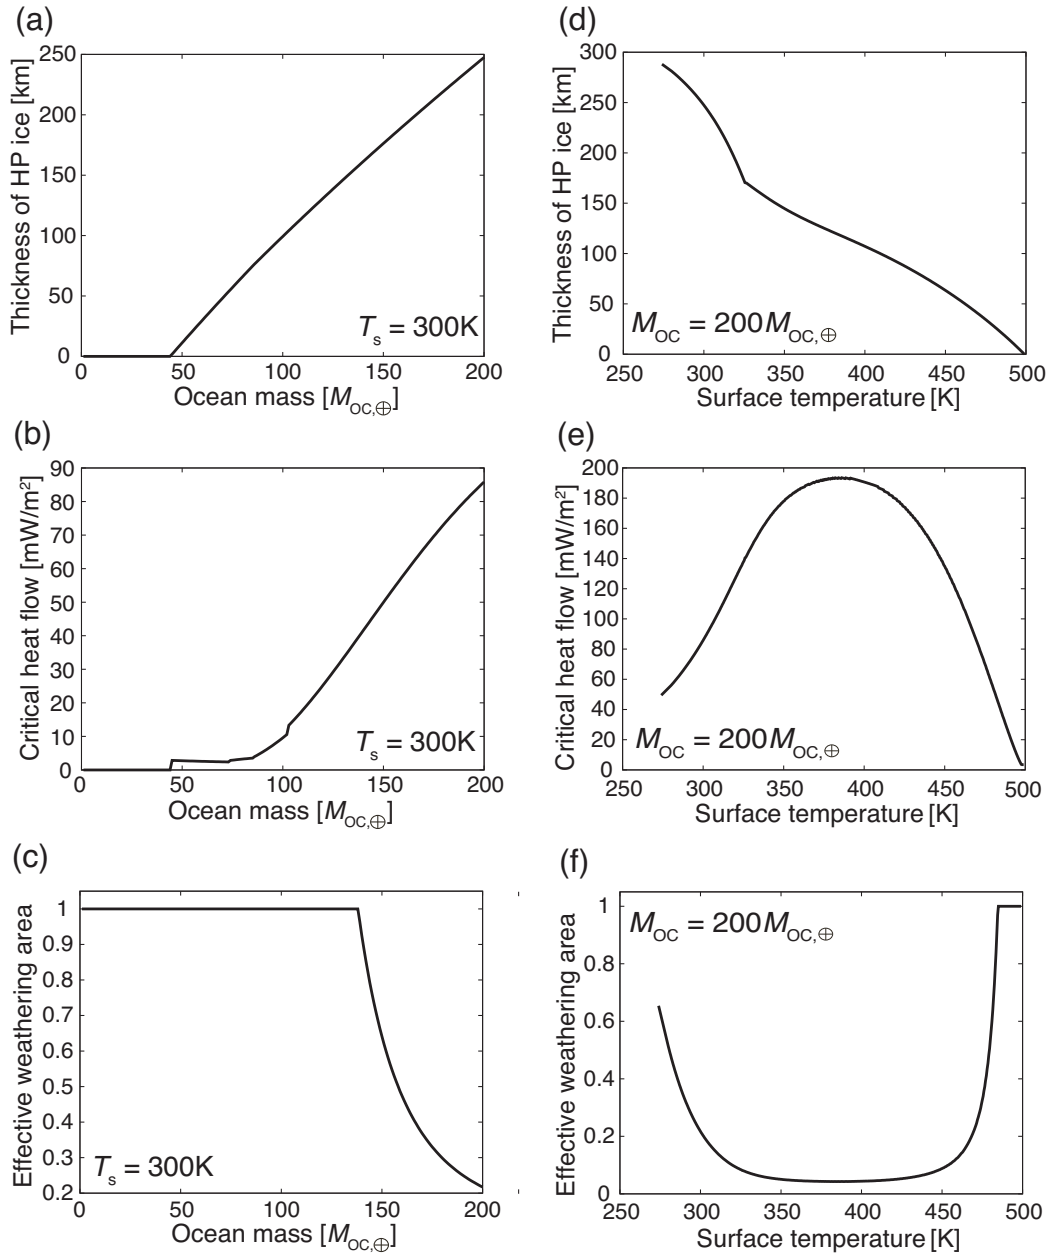 (a)
Thickness of HP ice [km]
250
200
150
100
50
0
T_s = 300K
0 50 100 150 200
Ocean mass [M_OC,⊕]
(b)
Critical heat flow [mW/m²]
90
80
70
60
50
40
30
20
10
0
T_s = 300K
0 50 100 150 200
Ocean mass [M_OC,⊕]
(c)
Effective weathering area
1
0.9
0.8
0.7
0.6
0.5
0.4
0.3
0.2
T_s = 300K
0 50 100 150 200
Ocean mass [M_OC,⊕]
(d)
Thickness of HP ice [km]
300
250
200
150
100
50
0
M_OC = 200M_OC,⊕
250 300 350 400 450 500
Surface temperature [K]
(e)
Critical heat flow [mW/m²]
200
180
160
140
120
100
80
60
40
20
0
M_OC = 200M_OC,⊕
250 300 350 400 450 500
Surface temperature [K]
(f)
Effective weathering area
1
0.8
0.6
0.4
0.2
0
M_OC = 200M_OC,⊕
250 300 350 400 450 500
Surface temperature [K]